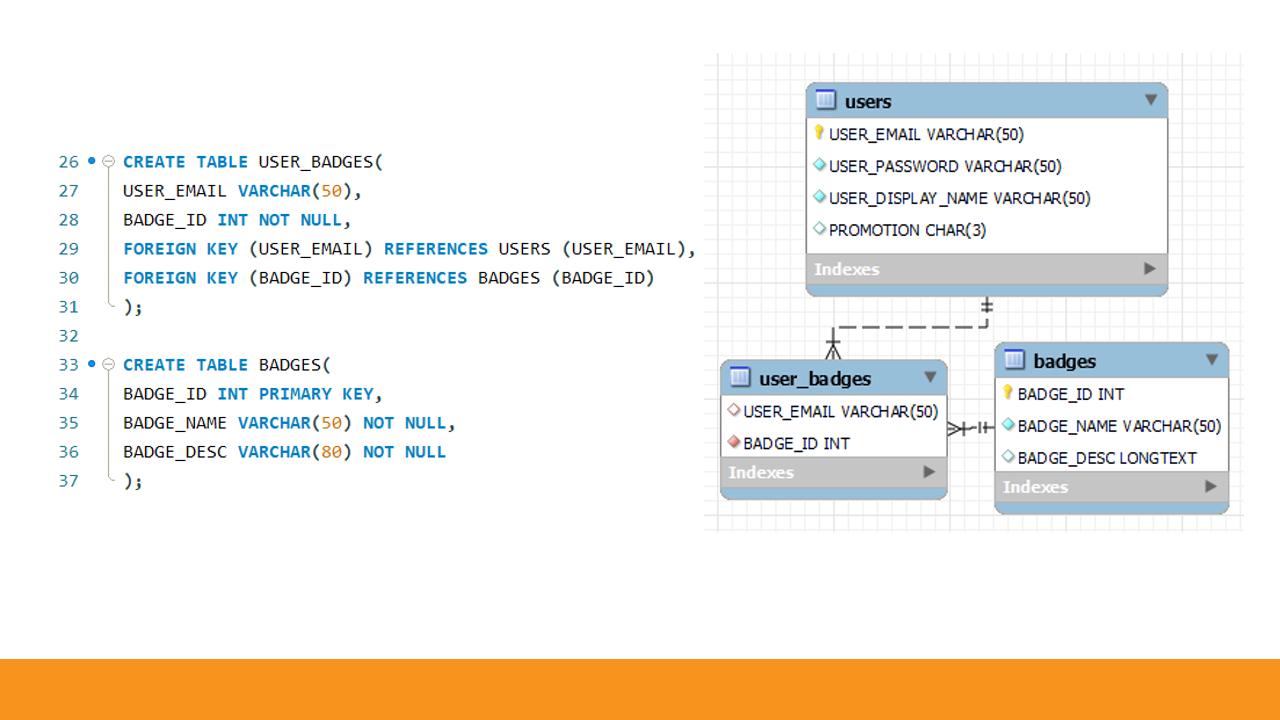 26 CREATE TABLE USER_BADGES(
27 USER_EMAIL VARCHAR(50),
28 BADGE_ID INT NOT NULL,
29 FOREIGN KEY (USER_EMAIL) REFERENCES USERS (USER_EMAIL),
30 FOREIGN KEY (BADGE_ID) REFERENCES BADGES (BADGE_ID)
31 );
32
33 CREATE TABLE BADGES(
34 BADGE_ID INT PRIMARY KEY,
35 BADGE_NAME VARCHAR(50) NOT NULL,
36 BADGE_DESC VARCHAR(80) NOT NULL
37 );
users
USER_EMAIL VARCHAR(50)
USER_PASSWORD VARCHAR(50)
USER_DISPLAY_NAME VARCHAR(50)
PROMOTION CHAR(3)
Indexes
user_badges
USER_EMAIL VARCHAR(50)
BADGE_ID INT
Indexes
badges
BADGE_ID INT
BADGE_NAME VARCHAR(50)
BADGE_DESC LONGTEXT
Indexes